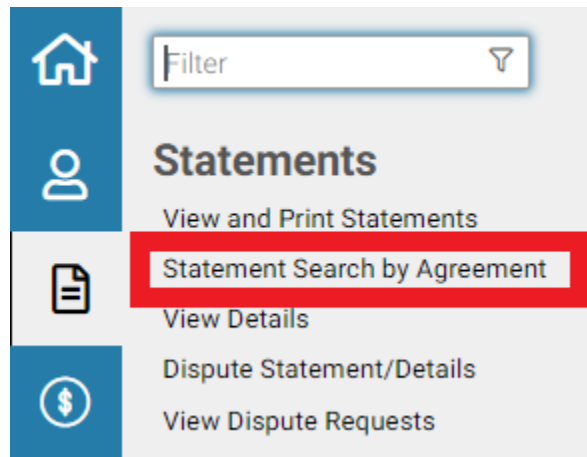 Filter
Statements
View and Print Statements
Statement Search by Agreement
View Details
Dispute Statement/Details
View Dispute Requests
$